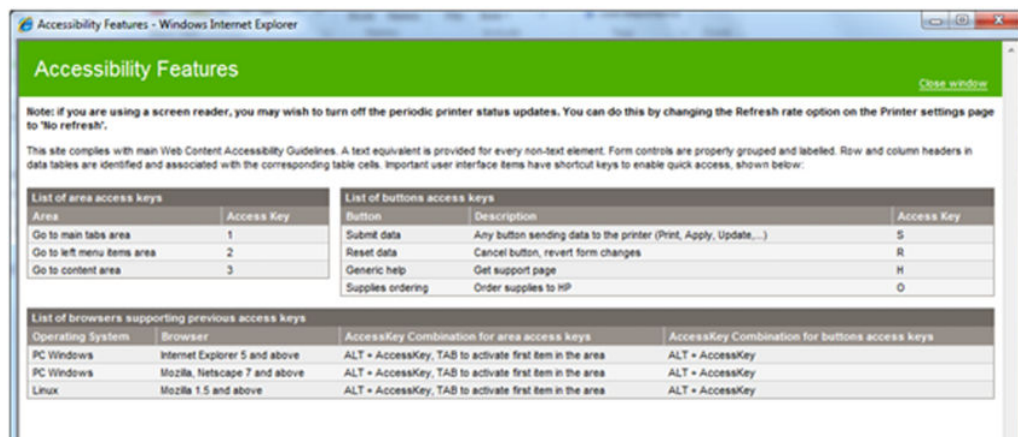 Accessibility Features - Windows Internet Explorer
Accessibility Features
Close window
Note: if you are using a screen reader, you may wish to turn off the periodic printer status updates. You can do this by changing the Refresh rate option on the Printer settings page
to 'No refresh'.
This site complies with main Web Content Accessibility Guidelines. A text equivalent is provided for every non-text element. Form controls are properly grouped and labelled. Row and column headers in
data tables are identified and associated with the corresponding table cells. Important user interface items have shortcut keys to enable quick access, shown below:
List of area access keys
Area Access Key
Go to main tabs area 1
Go to left menu items area 2
Go to content area 3
List of buttons access keys
Button Description Access Key
Submit data Any button sending data to the printer (Print, Apply, Update,...) S
Reset data Cancel button, revert form changes R
Generic help Get support page H
Supplies ordering Order supplies to HP O
List of browsers supporting previous access keys
Operating System Browser AccessKey Combination for area access keys AccessKey Combination for buttons access keys
PC Windows Internet Explorer 5 and above ALT + AccessKey, TAB to activate first item in the area ALT + AccessKey
PC Windows Mozilla, Netscape 7 and above ALT + AccessKey, TAB to activate first item in the area ALT + AccessKey
Linux Mozilla 1.5 and above ALT + AccessKey, TAB to activate first item in the area ALT + AccessKey